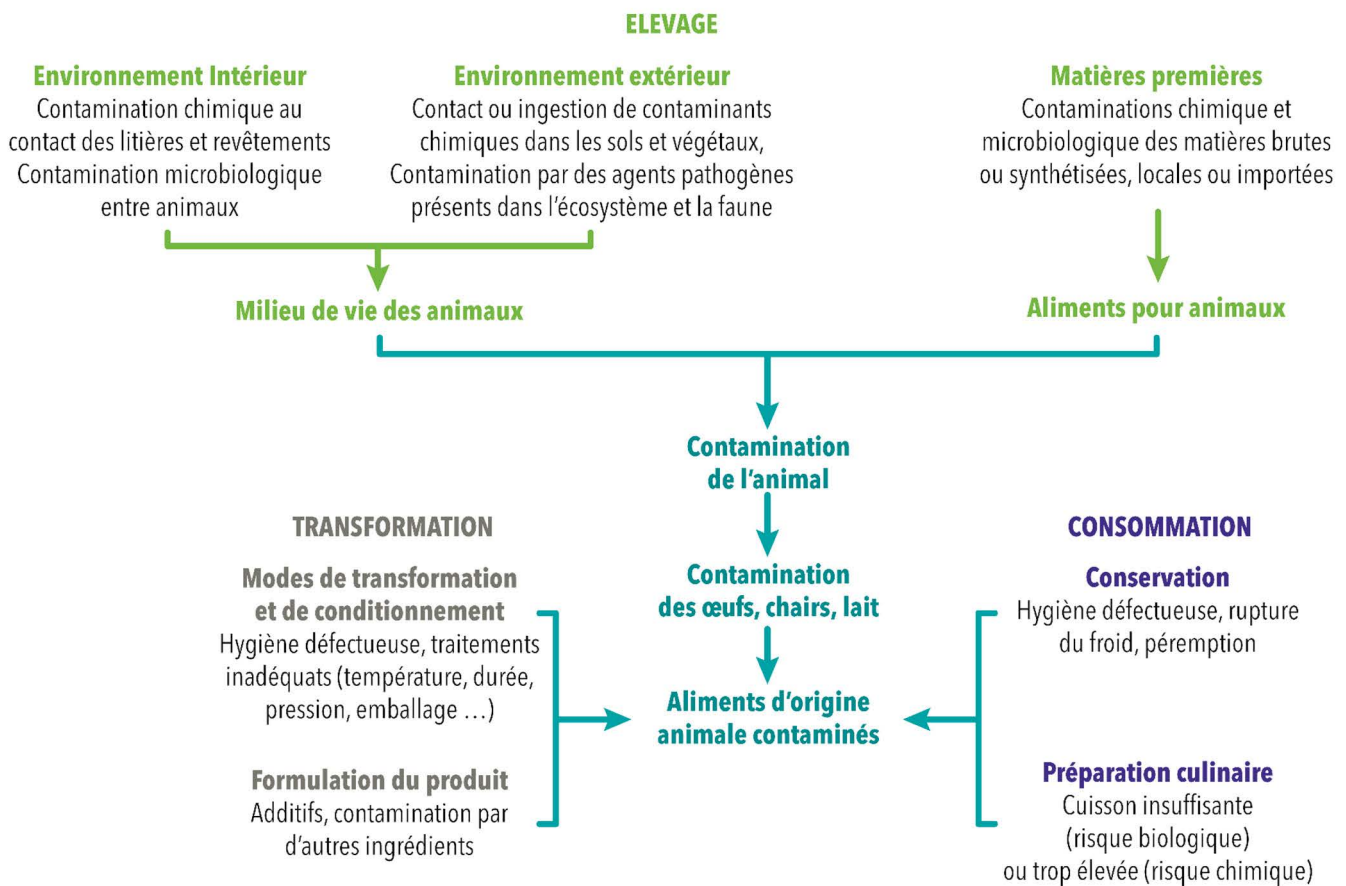 ELEVAGE
Environnement Intérieur
Contamination chimique au
contact des litières et revêtements
Contamination microbiologique
entre animaux
Environnement extérieur
Contact ou ingestion de contaminants
chimiques dans les sols et végétaux,
Contamination par des agents pathogènes
présents dans l'écosystème et la faune
Matières premières
Contaminations chimique et
microbiologique des matières brutes
ou synthétisées, locales ou importées
Milieu de vie des animaux
Aliments pour animaux
Contamination
de l'animal
TRANSFORMATION
Modes de transformation
et de conditionnement
Hygiène défectueuse, traitements
inadéquats (température, durée,
pression, emballage …)
Formulation du produit
Additifs, contamination par
d'autres ingrédients
Contamination
des œufs, chairs, lait
Aliments d'origine
animale contaminés
CONSOMMATION
Conservation
Hygiène défectueuse, rupture
du froid, péremption
Préparation culinaire
Cuisson insuffisante
(risque biologique)
ou trop élevée (risque chimique)